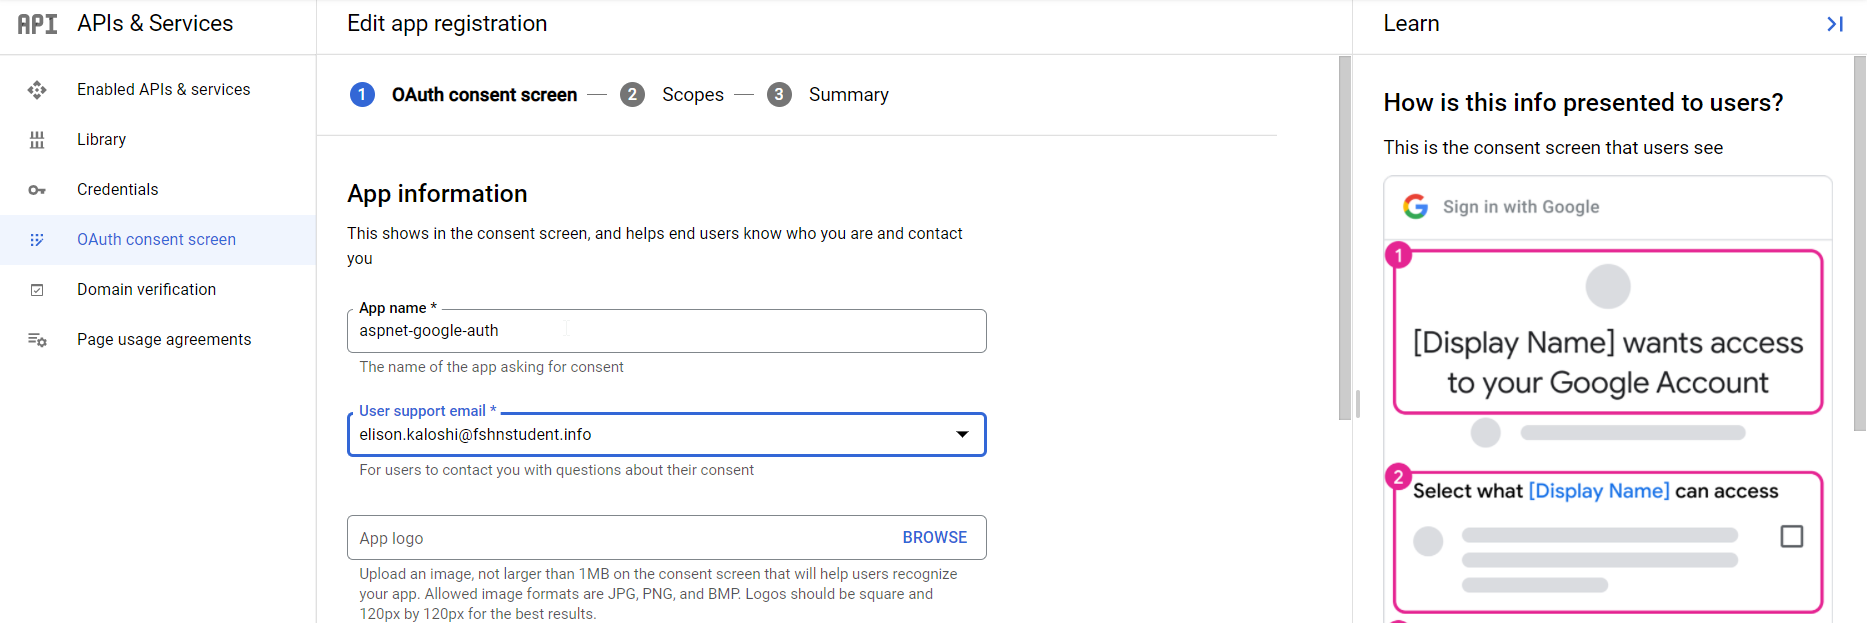 API APIs & Services
Enabled APIs & services
Library
Credentials
OAuth consent screen
Domain verification
Page usage agreements
Edit app registration
1 OAuth consent screen — 2 Scopes — 3 Summary
App information
This shows in the consent screen, and helps end users know who you are and contact
you
App name *
aspnet-google-auth
The name of the app asking for consent
User support email *
elison.kaloshi@fshnstudent.info
For users to contact you with questions about their consent
App logo BROWSE
Upload an image, not larger than 1MB on the consent screen that will help users recognize
your app. Allowed image formats are JPG, PNG, and BMP. Logos should be square and
120px by 120px for the best results.
Learn
How is this info presented to users?
This is the consent screen that users see
G Sign in with Google
1
[Display Name] wants access
to your Google Account
2
Select what [Display Name] can access